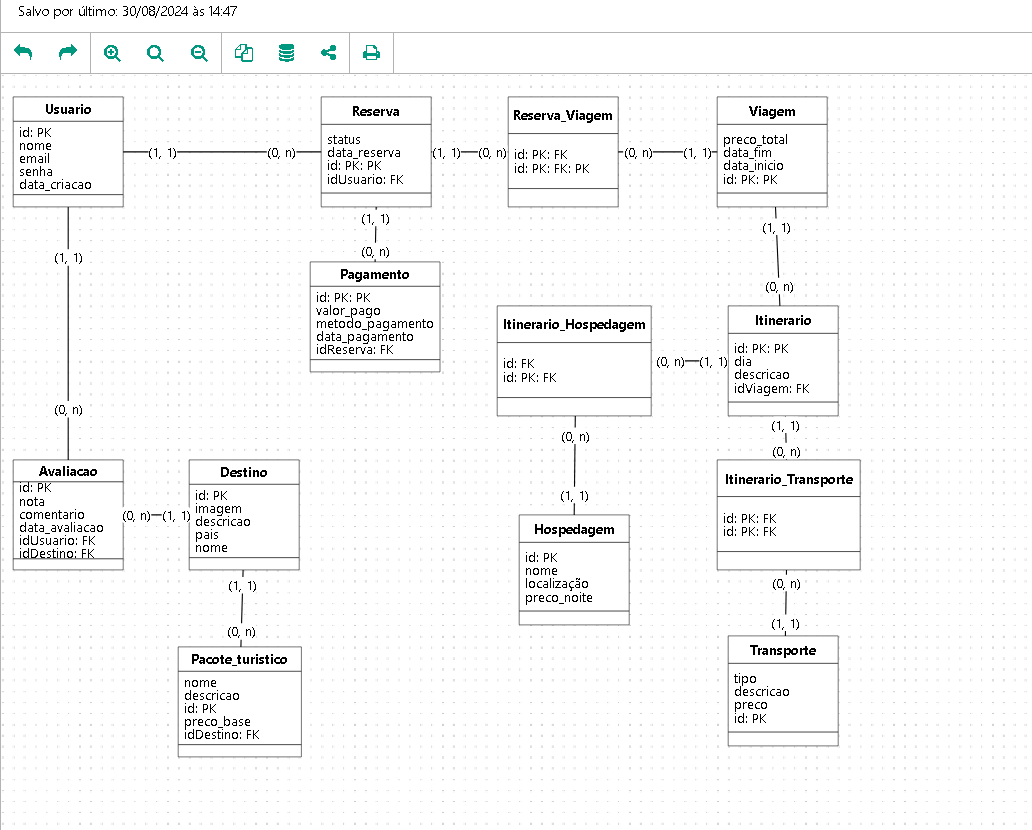 Salvo por último: 30/08/2024 às 14:47
Usuario
id: PK
nome
email
senha
data_criacao
(1, 1)
(0, n)
Reserva
status
data_reserva
id: PK: PK
idUsuario: FK
(1, 1)
(0, n)
Reserva_Viagem
id: PK: FK
id: PK: FK: PK
(0, n)
(1, 1)
Viagem
preco_total
data_fim
data_inicio
id: PK: PK
(1, 1)
(0, n)
(1, 1)
(0, n)
Pagamento
id: PK: PK
valor_pago
metodo_pagamento
data_pagamento
idReserva: FK
(1, 1)
(0, n)
Itinerario_Hospedagem
id: FK
id: PK: FK
(0, n)
(1, 1)
Itinerario
id: PK: PK
dia
descricao
idViagem: FK
(0, n)
(1, 1)
(1, 1)
(0, n)
Avaliacao
id: PK
nota
comentario
data_avaliacao
idUsuario: FK
idDestino: FK
(0, n)
(1, 1)
Destino
id: PK
imagem
descricao
pais
nome
Itinerario_Transporte
id: PK: FK
id: PK: FK
Hospedagem
id: PK
nome
localização
preco_noite
(1, 1)
(0, n)
(0, n)
(1, 1)
Pacote_turistico
nome
descricao
id: PK
preco_base
idDestino: FK
Transporte
tipo
descricao
preco
id: PK